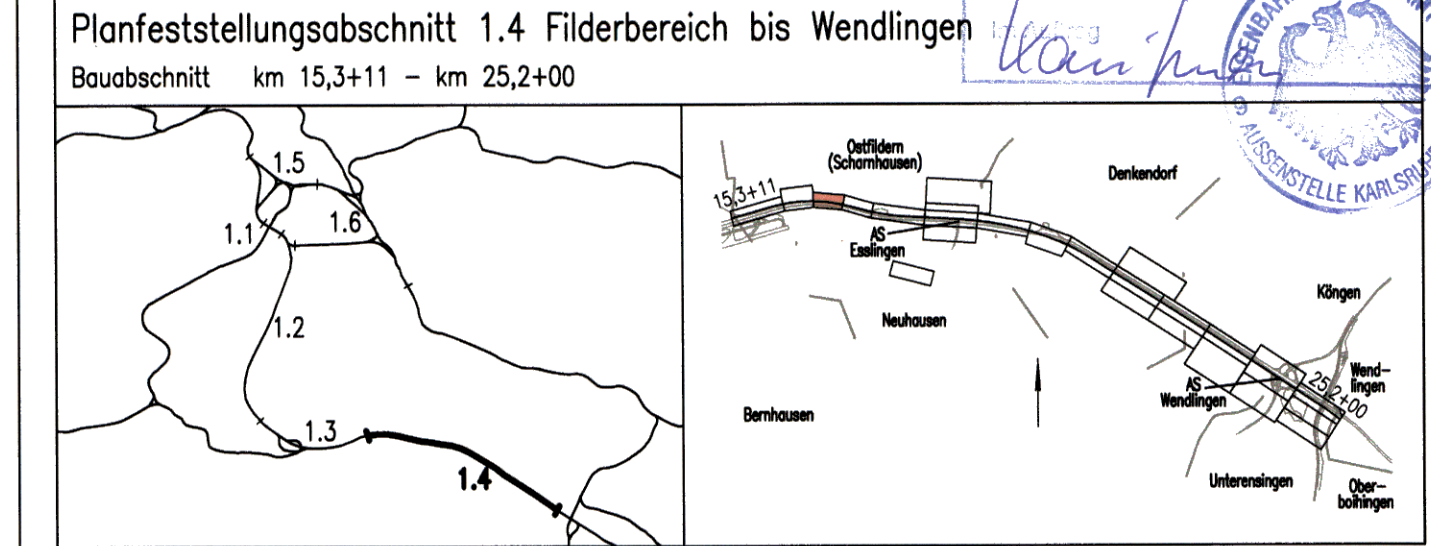 Planfeststellungsabschnitt 1.4 Filderbereich bis Wendlingen
Bauabschnitt km 15,3+11 – km 25,2+00
EISENBAHN
AUSSENSTELLE KARLSRUHE
1.5
1.6
1.1
1.2
1.3
1.4
Ostfildern
(Scharnhausen)
Denkendorf
15,3+11
AS
Esslingen
Neuhausen
Köngen
Wend–
lingen
25,2+00
AS
Wendlingen
Bernhausen
Unterensingen
Ober–
boihingen